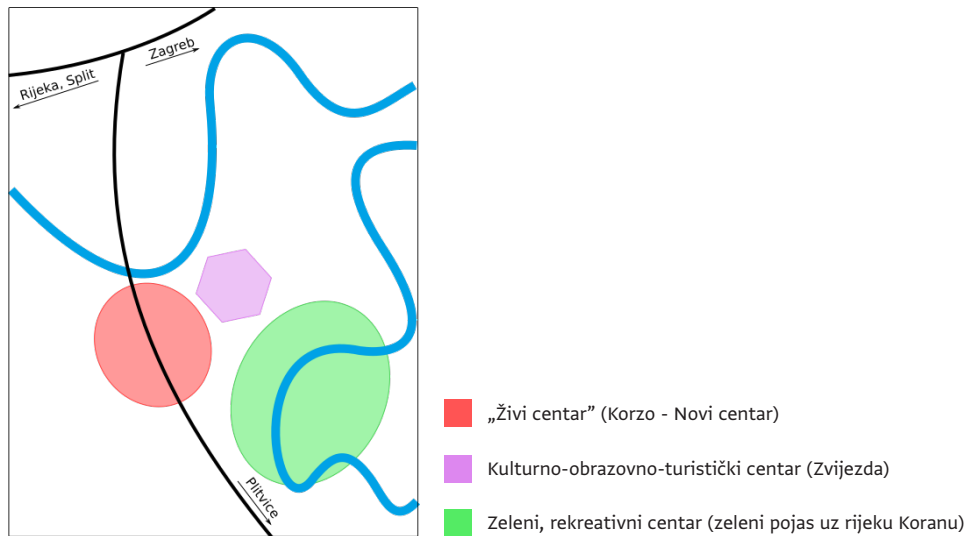 Zagreb
Rijeka, Split
Plitvice
„Živi centar” (Korzo - Novi centar)
Kulturno-obrazovno-turistički centar (Zvijezda)
Zeleni, rekreativni centar (zeleni pojas uz rijeku Koranu)